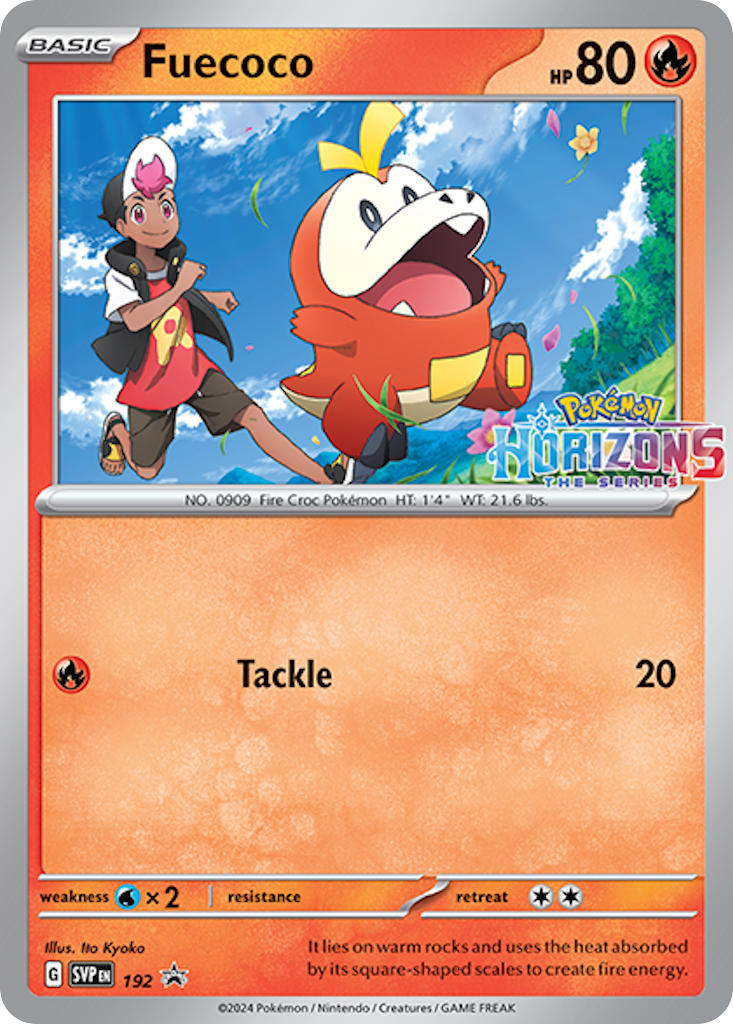 BASIC
Fuecoco
HP 80
POKéMON
HORIZONS
THE SERIES
NO. 0909 Fire Croc Pokémon HT: 1'4" WT: 21.6 lbs.
Tackle 20
weakness × 2 resistance retreat
Illus. Ito Kyoko
It lies on warm rocks and uses the heat absorbed
by its square-shaped scales to create fire energy.
G SVP EN 192
©2024 Pokémon / Nintendo / Creatures / GAME FREAK